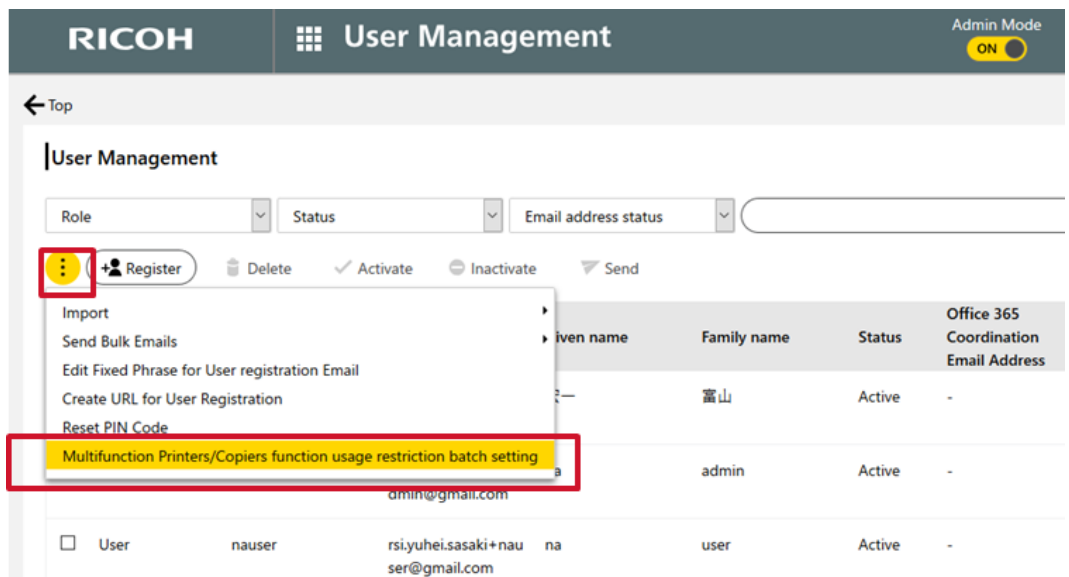 RICOH
User Management
Admin Mode
ON
Top
User Management
Role
Status
Email address status
Register
Delete
Activate
Inactivate
Send
Import
Send Bulk Emails
Edit Fixed Phrase for User registration Email
Create URL for User Registration
Reset PIN Code
Multifunction Printers/Copiers function usage restriction batch setting
iven name
Family name
Status
Office 365
Coordination
Email Address
一
富山
Active
-
a
admin
Active
-
dmin@gmail.com
User
nauser
rsi.yuhei.sasaki+nau
ser@gmail.com
na
user
Active
-